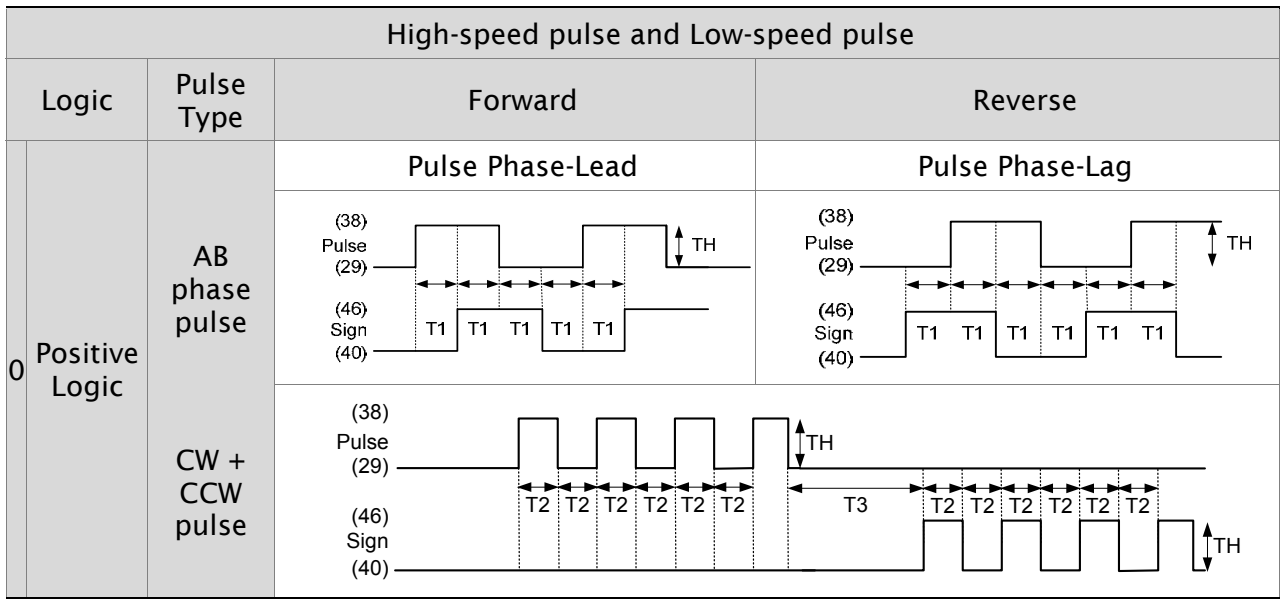 High-speed pulse and Low-speed pulse
Logic
Pulse
Type
Forward
Reverse
0
Positive
Logic
AB
phase
pulse
Pulse Phase-Lead
Pulse Phase-Lag
(38)
Pulse
(29)
TH
(46)
Sign
(40)
T1 T1 T1 T1 T1
(38)
Pulse
(29)
TH
(46)
Sign
(40)
T1 T1 T1 T1 T1 T1
CW +
CCW
pulse
(38)
Pulse
(29)
TH
T2 T2 T2 T2 T2 T2 T3 T2 T2 T2 T2 T2 T2
(46)
Sign
(40)
TH